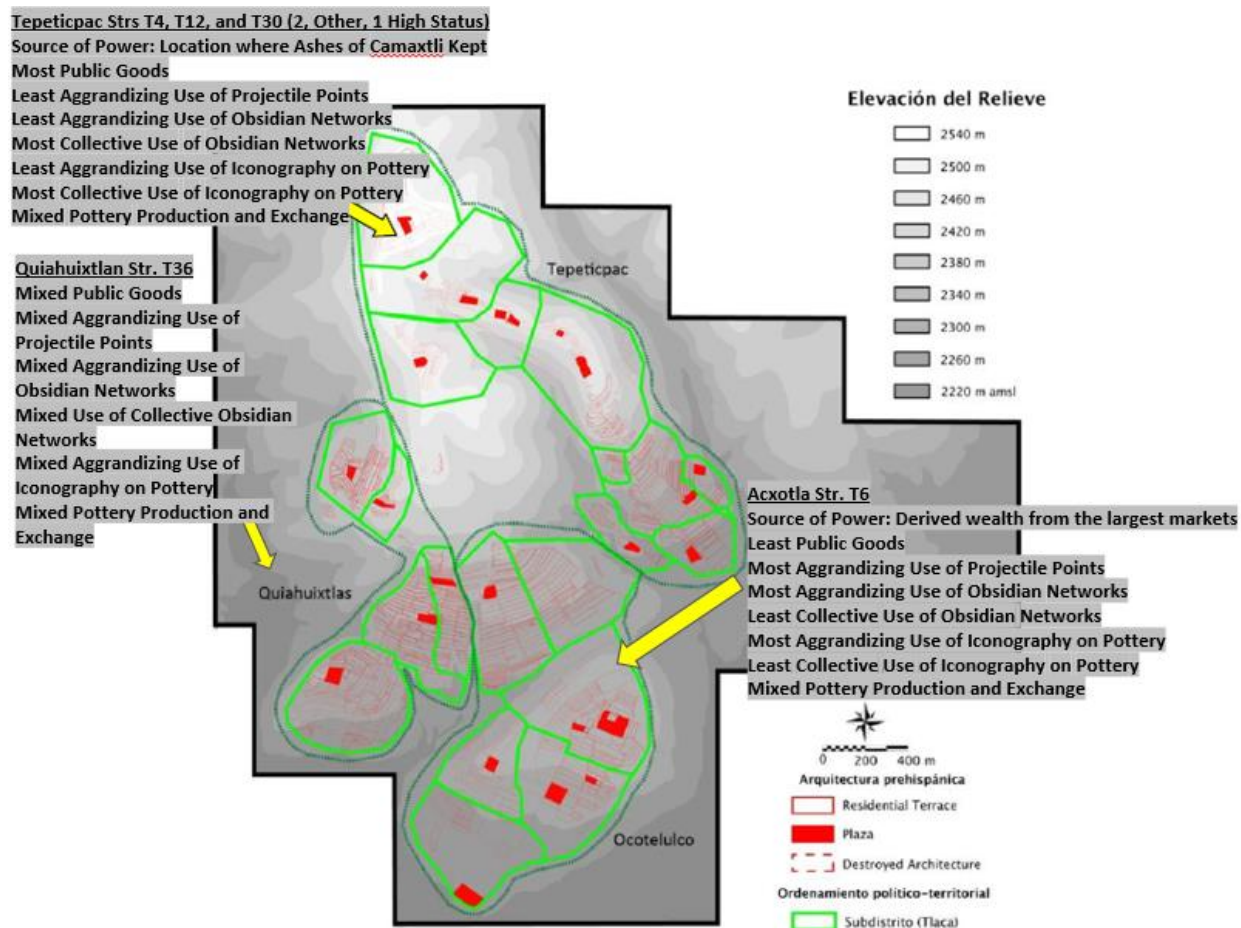 Tepeticpac Strs T4, T12, and T30 (2, Other, 1 High Status)
Source of Power: Location where Ashes of Camaxtli Kept
Most Public Goods
Least Aggrandizing Use of Projectile Points
Least Aggrandizing Use of Obsidian Networks
Most Collective Use of Obsidian Networks
Least Aggrandizing Use of Iconography on Pottery
Most Collective Use of Iconography on Pottery
Mixed Pottery Production and Exchange
Quiahuixtlan Str. T36
Mixed Public Goods
Mixed Aggrandizing Use of
Projectile Points
Mixed Aggrandizing Use of
Obsidian Networks
Mixed Use of Collective Obsidian
Networks
Mixed Aggrandizing Use of
Iconography on Pottery
Mixed Pottery Production and
Exchange
Tepeticpac
Quiahuixtlas
Ocotelulco
Elevación del Relieve
2540 m
2500 m
2460 m
2420 m
2380 m
2340 m
2300 m
2260 m
2220 m amsl
Acxotla Str. T6
Source of Power: Derived wealth from the largest markets
Least Public Goods
Most Aggrandizing Use of Projectile Points
Most Aggrandizing Use of Obsidian Networks
Least Collective Use of Obsidian Networks
Most Aggrandizing Use of Iconography on Pottery
Least Collective Use of Iconography on Pottery
Mixed Pottery Production and Exchange
0 200 400 m
Arquitectura prehispánica
Residential Terrace
Plaza
Destroyed Architecture
Ordenamiento político-territorial
Subdistrito (Tlaca)